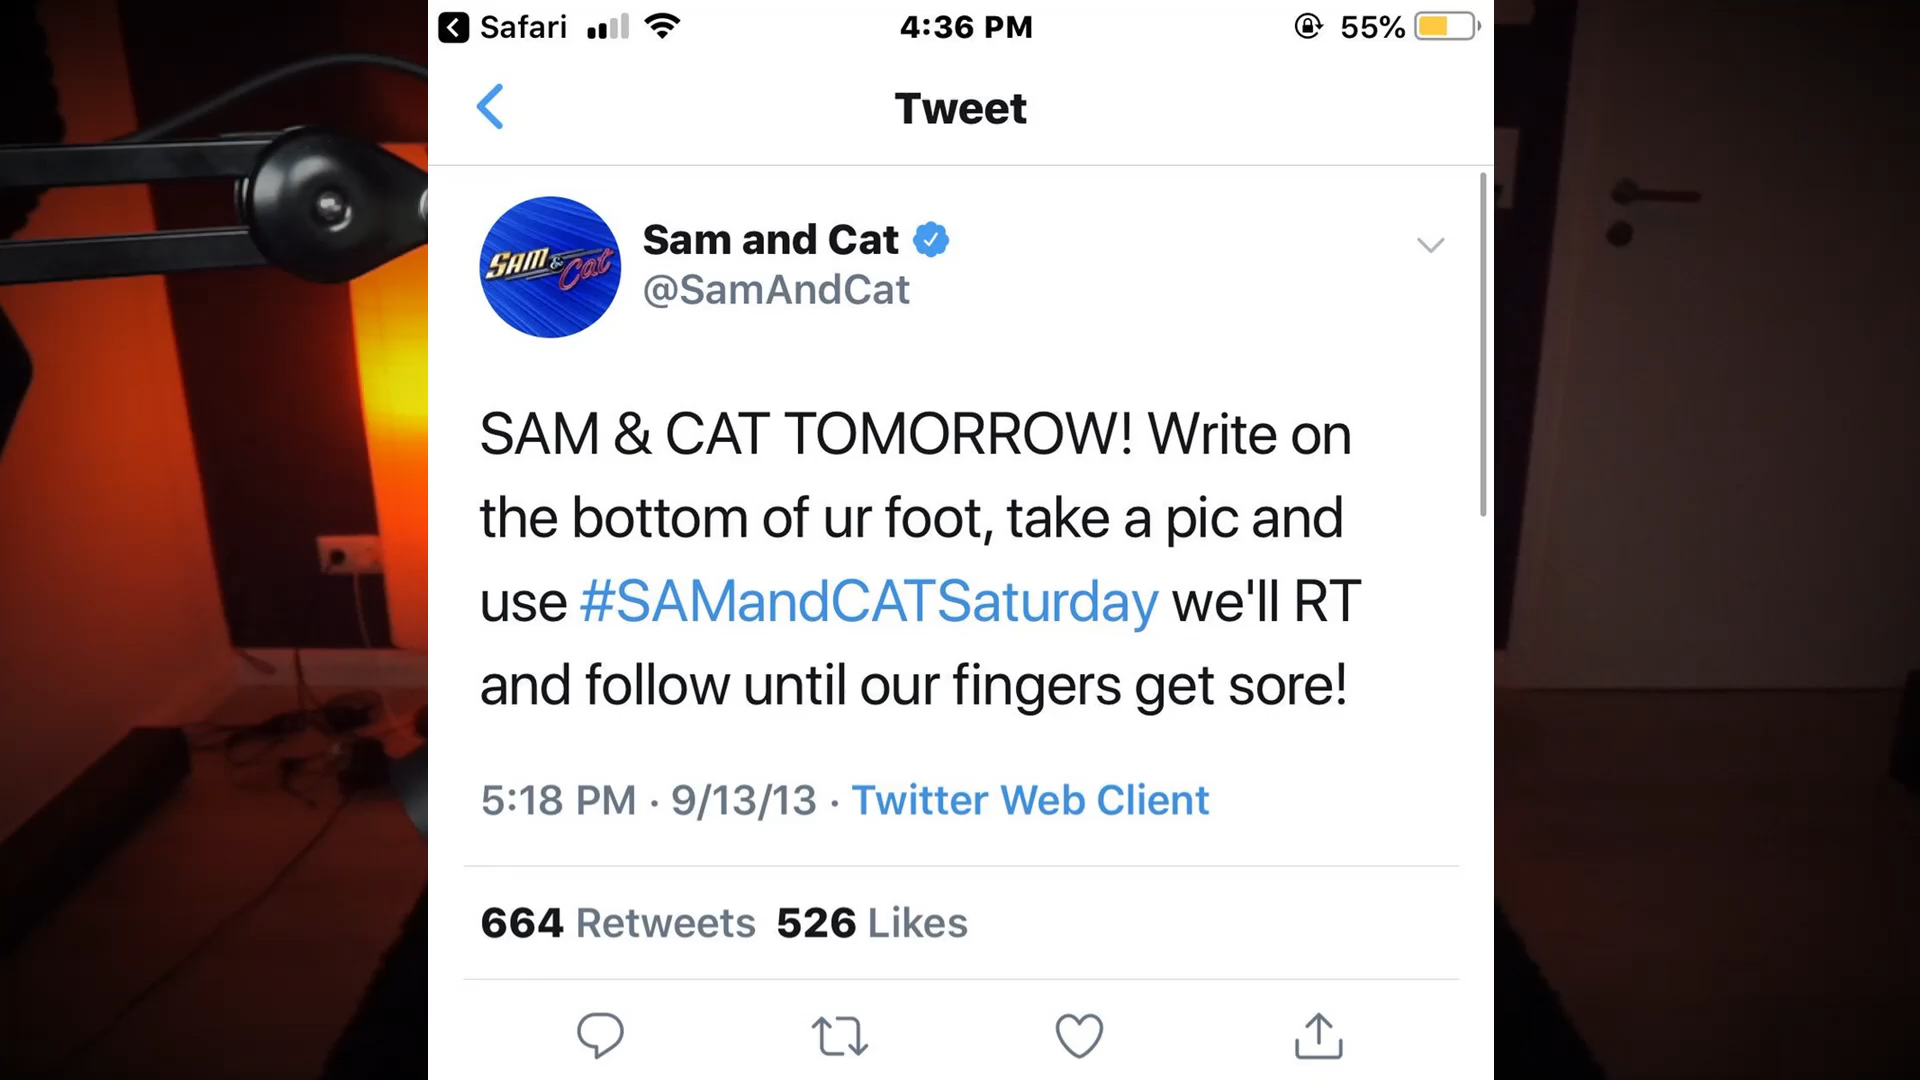 Safari 4:36 PM 55%
Tweet
SAM & Cat
Sam and Cat
@SamAndCat
SAM & CAT TOMORROW! Write on
the bottom of ur foot, take a pic and
use #SAMandCATSaturday we'll RT
and follow until our fingers get sore!
5:18 PM · 9/13/13 · Twitter Web Client
664 Retweets 526 Likes